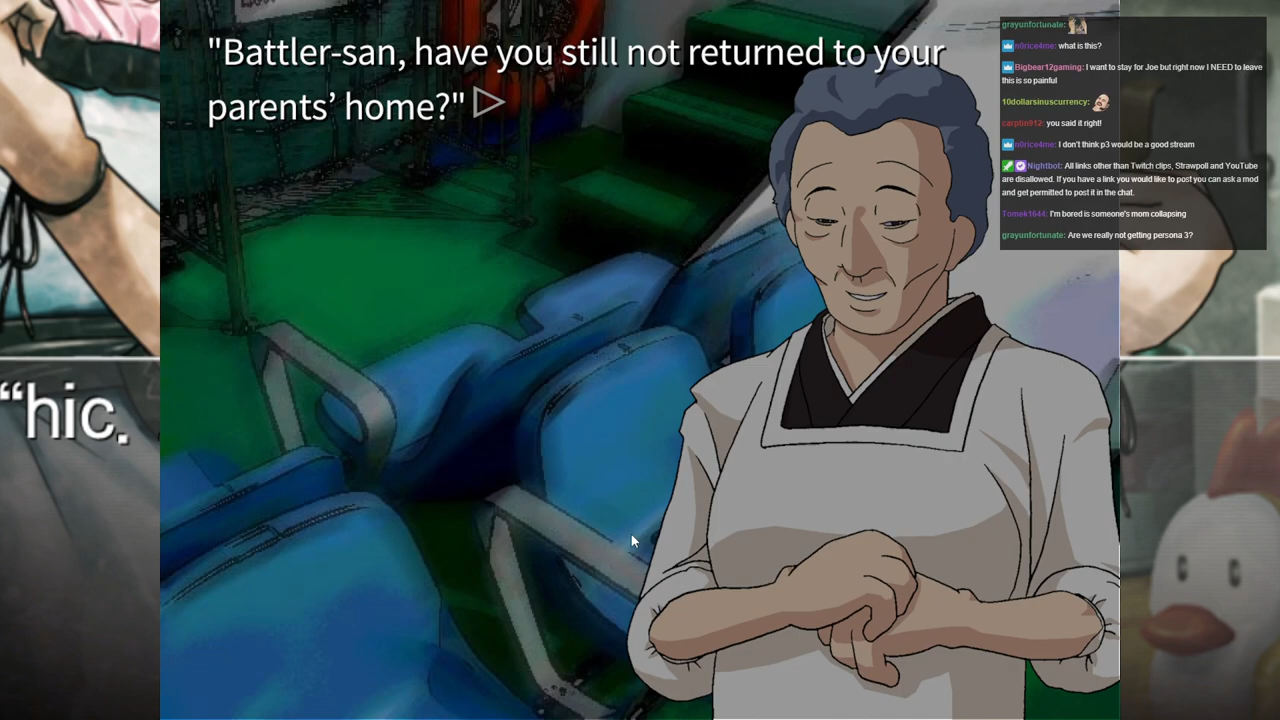 "Battler-san, have you still not returned to your
parents’ home?"
“hic.
grayunfortunate:
n0rice4me: what is this?
Bigbear12gaming: I want to stay for Joe but right now I NEED to leave
this is so painful
10dollarsinuscurrency:
carptin912: you said it right!
n0rice4me: I don't think p3 would be a good stream
Nightbot: All links other than Twitch clips, Strawpoll and YouTube
are disallowed. If you have a link you would like to post you can ask a mod
and get permitted to post it in the chat.
Tomek1644: I'm bored is someone's mom collapsing
grayunfortunate: Are we really not getting persona 3?